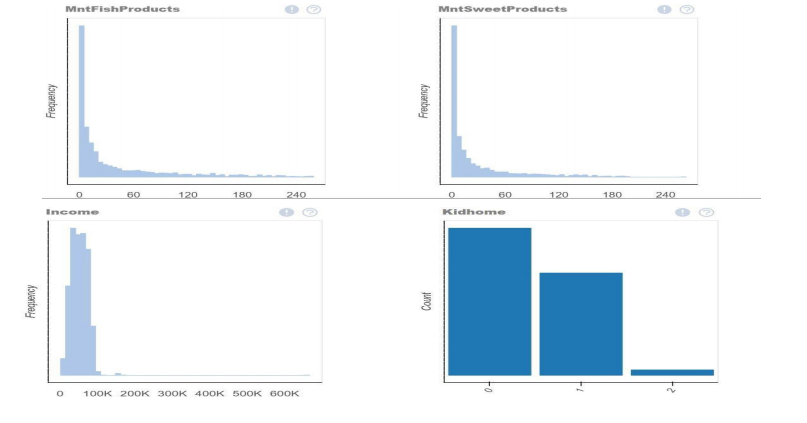 MntFishProducts
Frequency
0 60 120 180 240
MntSweetProducts
Frequency
0 60 120 180 240
Income
Frequency
0 100K 200K 300K 400K 500K 600K
Kidhome
Count
0 1 2